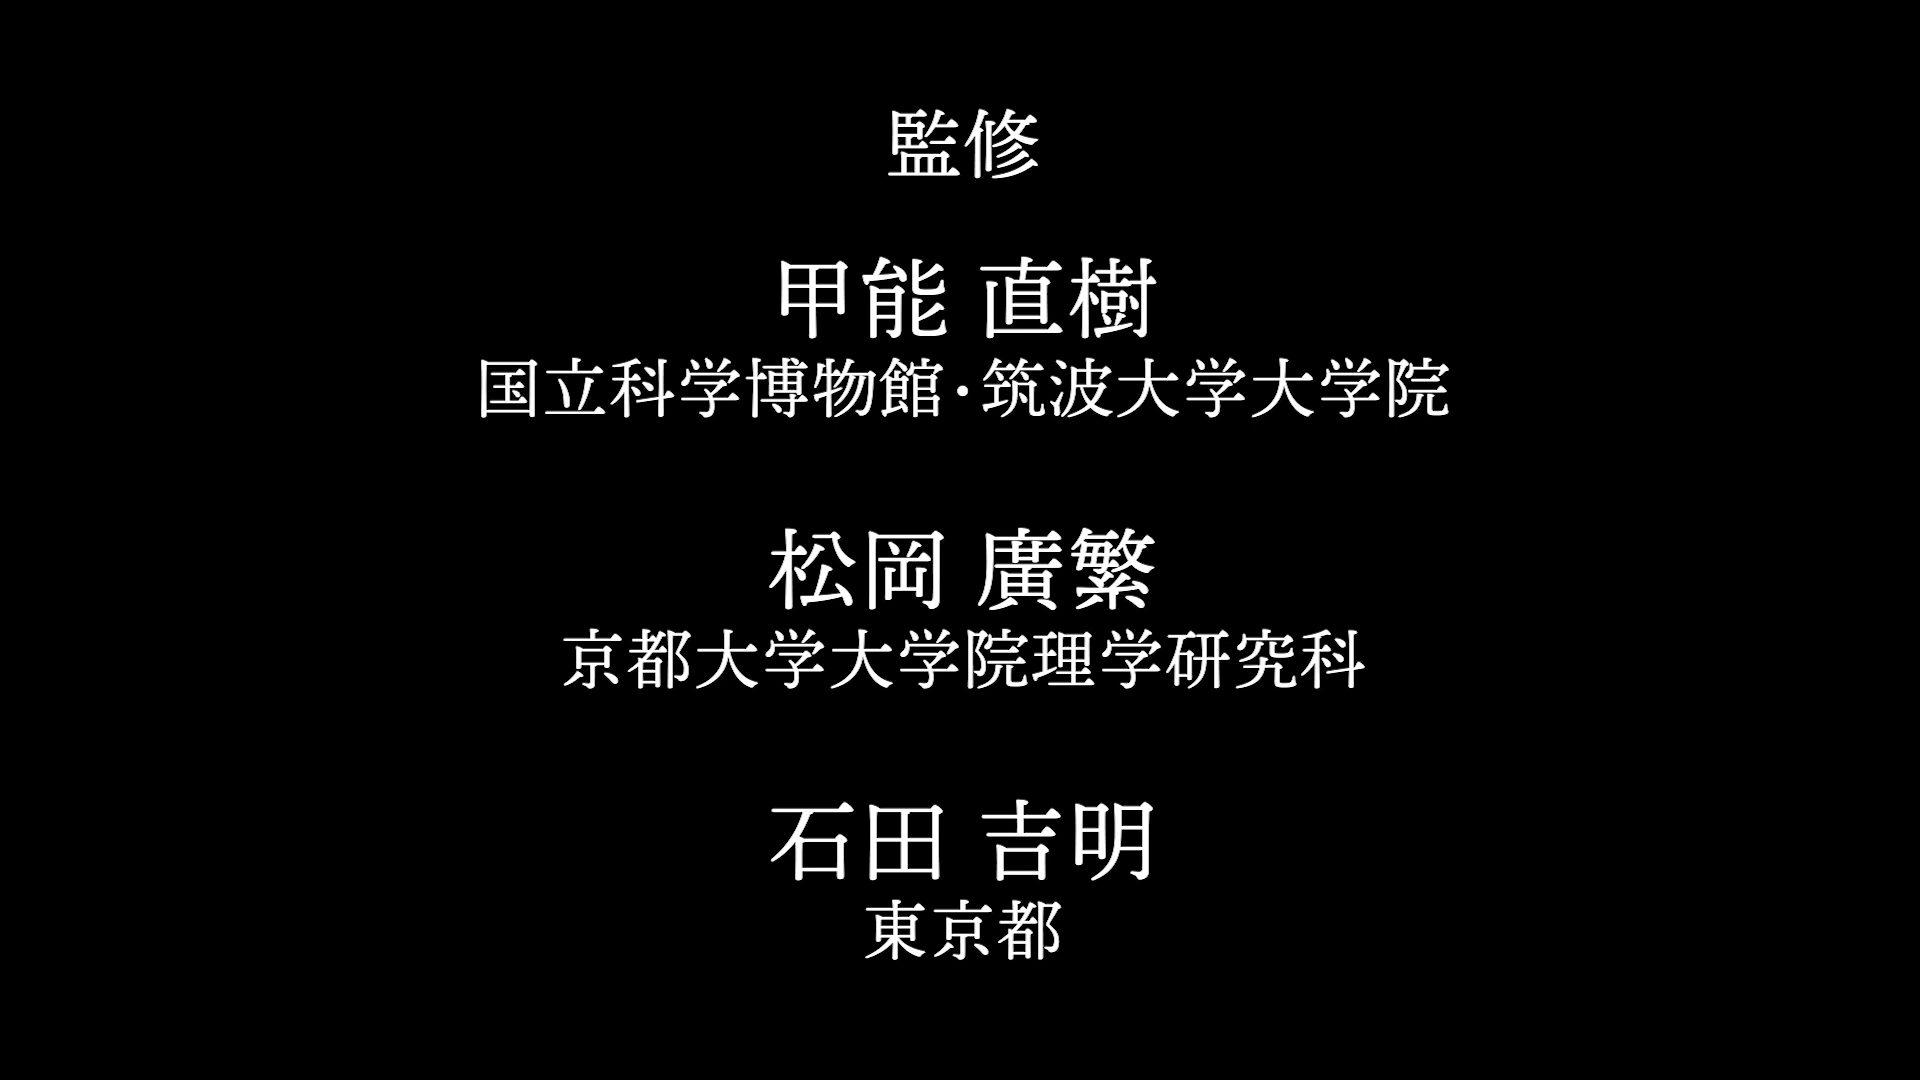 監修
甲能 直樹
国立科学博物館・筑波大学大学院
松岡 廣繁
京都大学大学院理学研究科
石田 吉明
東京都